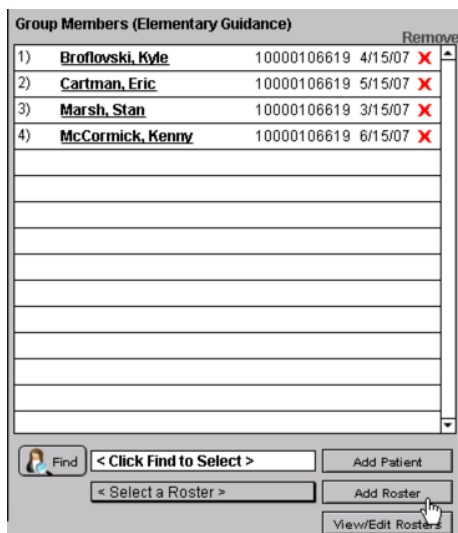 Group Members (Elementary Guidance)
Remove
1) Broflovski, Kyle 10000106619 4/15/07 X
2) Cartman, Eric 10000106619 5/15/07 X
3) Marsh, Stan 10000106619 3/15/07 X
4) McCormick, Kenny 10000106619 6/15/07 X
Find < Click Find to Select > Add Patient
< Select a Roster > Add Roster
View/Edit Rosters